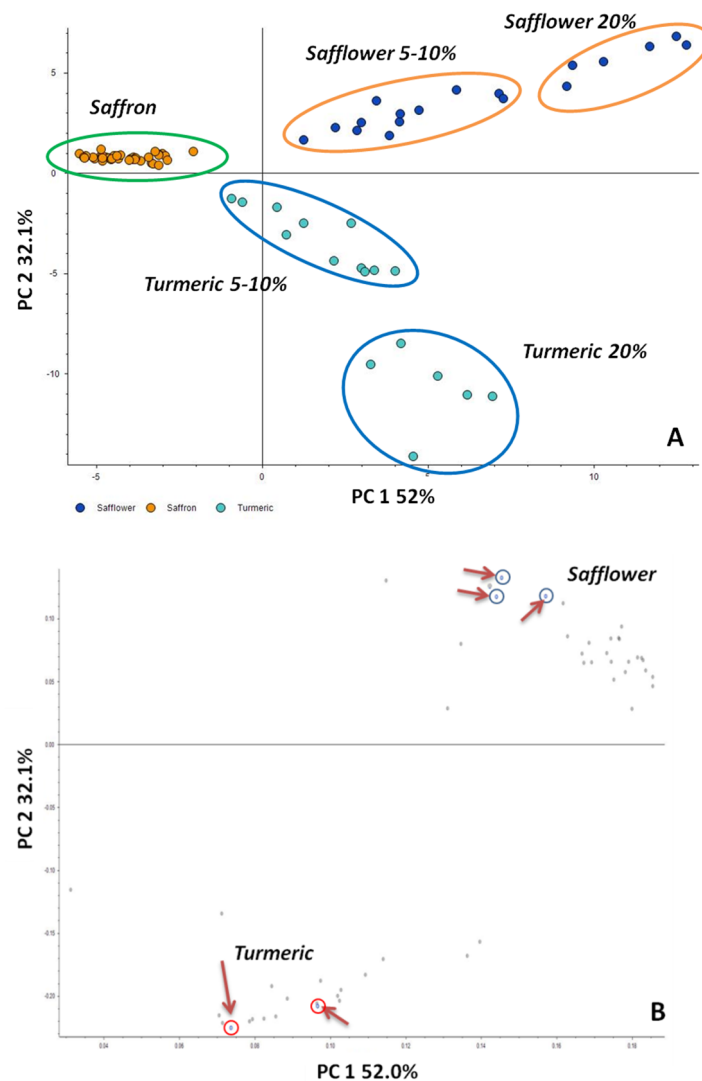 Safflower 20%
Safflower 5-10%
Saffron
Turmeric 5-10%
Turmeric 20%
5
0
-5
-10
-5
0
5
10
PC 2 32.1%
PC 1 52%
A
Safflower Saffron Turmeric
Safflower
Turmeric
0.10
0.05
0.00
-0.05
-0.10
-0.15
-0.20
0.04 0.06 0.08 0.10 0.12 0.14 0.16 0.18
PC 2 32.1%
PC 1 52.0%
B